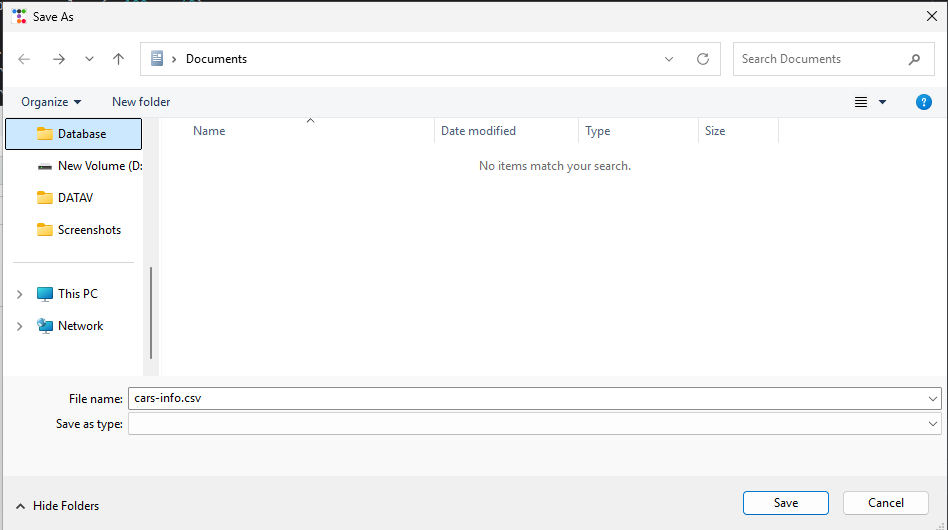 Save As
Documents
Search Documents
Organize
New folder
Name
Date modified
Type
Size
Database
No items match your search.
New Volume (D:
DATAV
Screenshots
This PC
Network
File name: cars-info.csv
Save as type:
Hide Folders
Save
Cancel